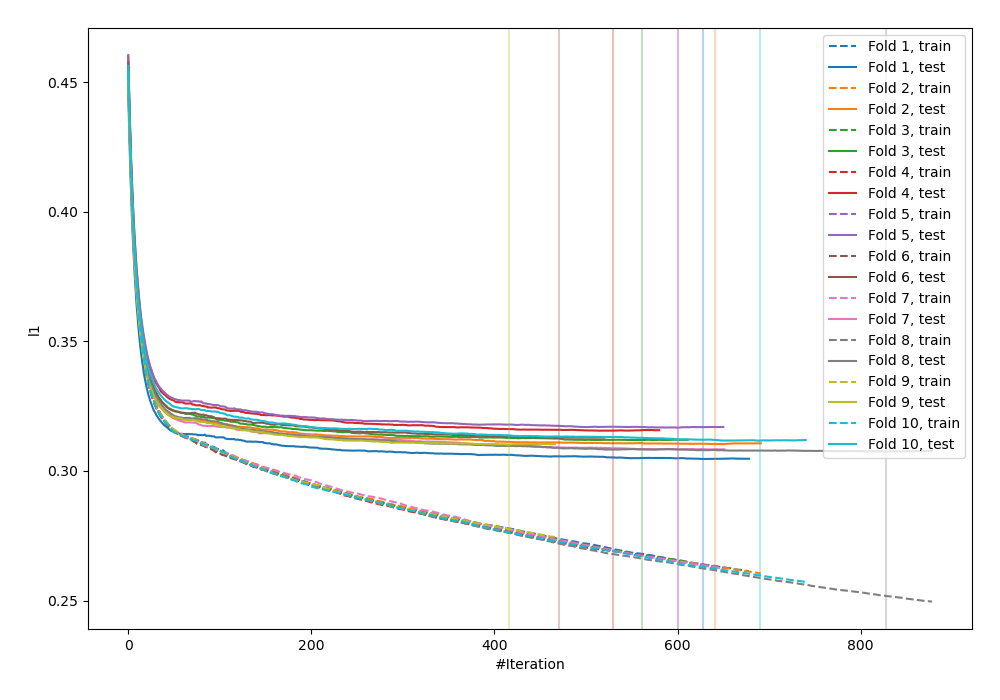 0.45
0.40
0.35
0.30
0.25
l1
0
200
400
600
800
#Iteration
Fold 1, train
Fold 1, test
Fold 2, train
Fold 2, test
Fold 3, train
Fold 3, test
Fold 4, train
Fold 4, test
Fold 5, train
Fold 5, test
Fold 6, train
Fold 6, test
Fold 7, train
Fold 7, test
Fold 8, train
Fold 8, test
Fold 9, train
Fold 9, test
Fold 10, train
Fold 10, test